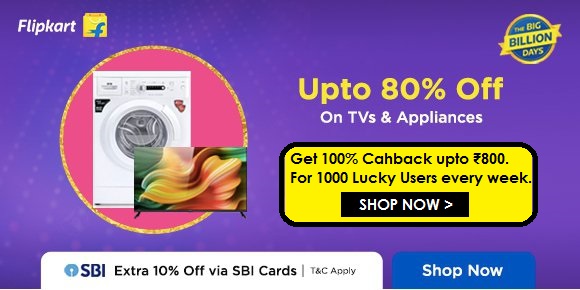 Flipkart
THE BIG
BILLION
DAYS
Upto 80% Off
On TVs & Appliances
Get 100% Cahback upto ₹800.
For 1000 Lucky Users every week.
SHOP NOW >
SBI Extra 10% Off via SBI Cards | T&C Apply
Shop Now